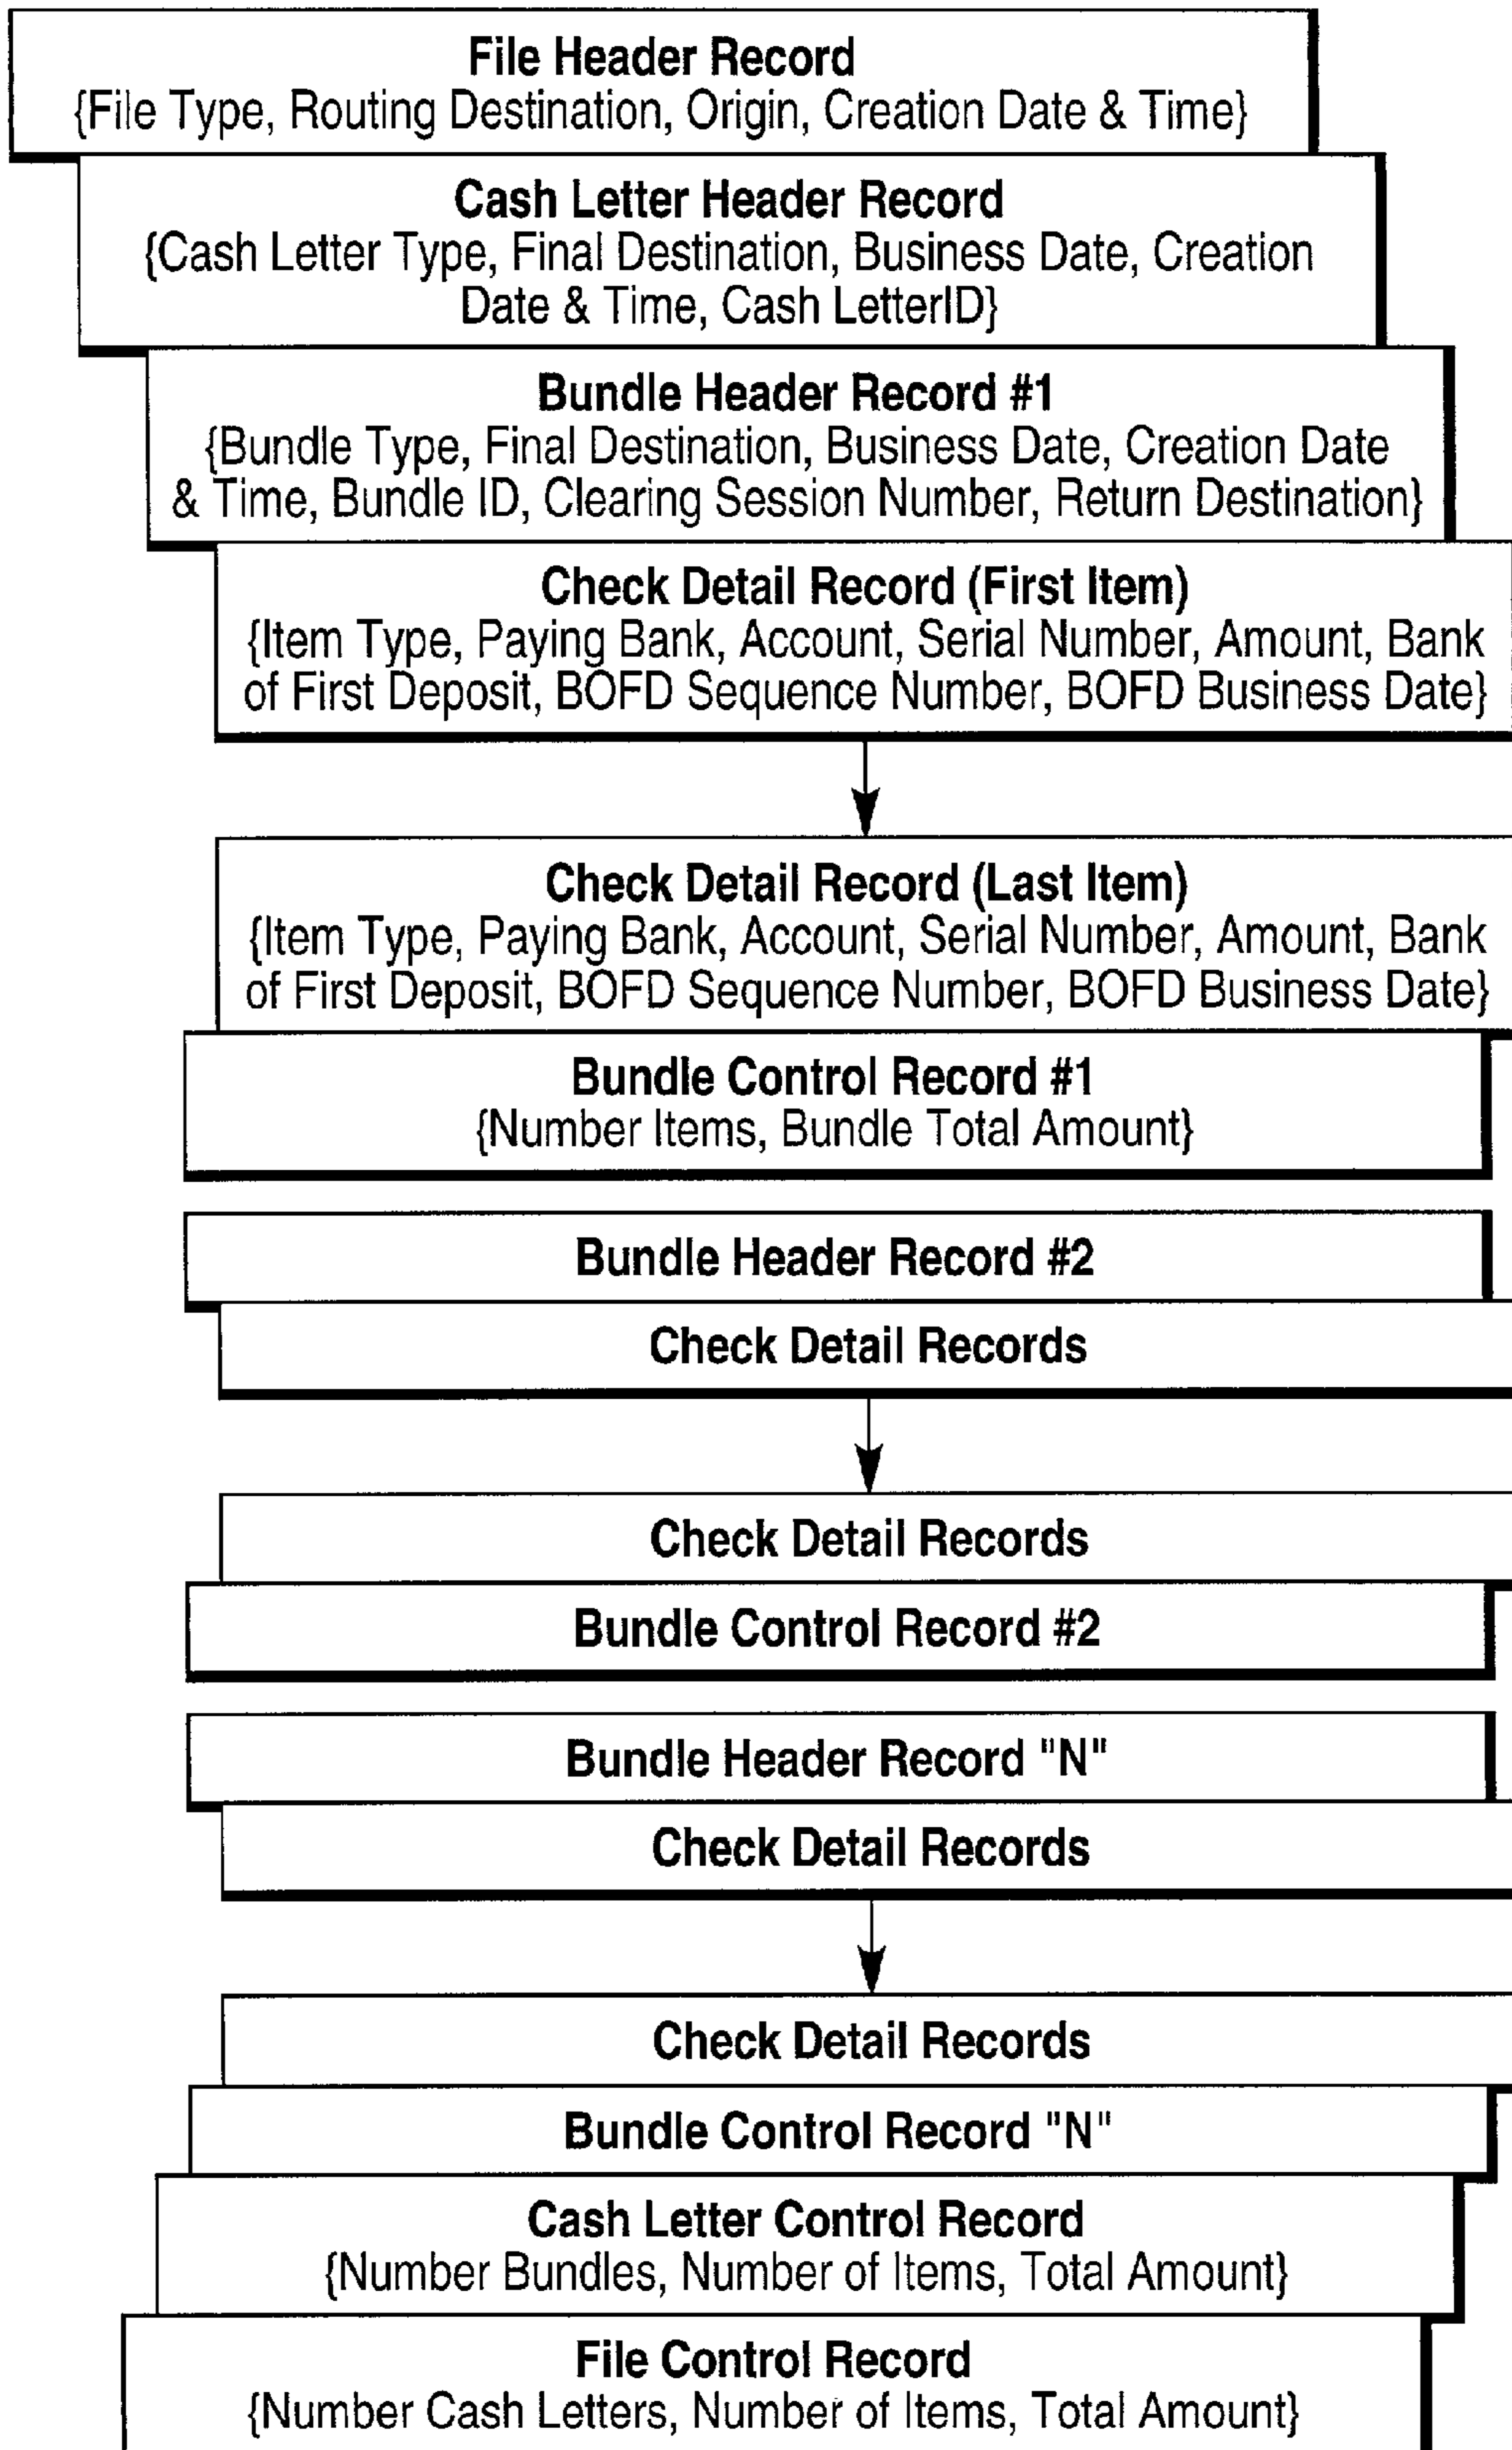 File Header Record
{File Type, Routing Destination, Origin, Creation Date & Time}
Cash Letter Header Record
{Cash Letter Type, Final Destination, Business Date, Creation
Date & Time, Cash LetterID}
Bundle Header Record #1
{Bundle Type, Final Destination, Business Date, Creation Date
& Time, Bundle ID, Clearing Session Number, Return Destination}
Check Detail Record (First Item)
{Item Type, Paying Bank, Account, Serial Number, Amount, Bank
of First Deposit, BOFD Sequence Number, BOFD Business Date}
Check Detail Record (Last Item)
{Item Type, Paying Bank, Account, Serial Number, Amount, Bank
of First Deposit, BOFD Sequence Number, BOFD Business Date}
Bundle Control Record #1
{Number Items, Bundle Total Amount}
Bundle Header Record #2
Check Detail Records
Check Detail Records
Bundle Control Record #2
Bundle Header Record "N"
Check Detail Records
Check Detail Records
Bundle Control Record "N"
Cash Letter Control Record
{Number Bundles, Number of Items, Total Amount}
File Control Record
{Number Cash Letters, Number of Items, Total Amount}